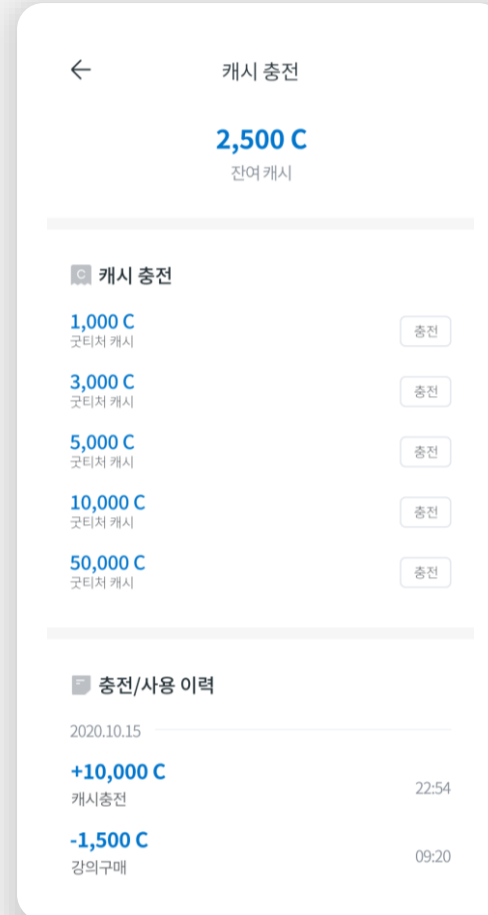 캐시 충전
2,500 C
잔여 캐시
C 캐시 충전
1,000 C
굿티처 캐시
충전
3,000 C
굿티처 캐시
충전
5,000 C
굿티처 캐시
충전
10,000 C
굿티처 캐시
충전
50,000 C
굿티처 캐시
충전
충전/사용 이력
2020.10.15
+10,000 C
캐시충전
22:54
-1,500 C
강의구매
09:20